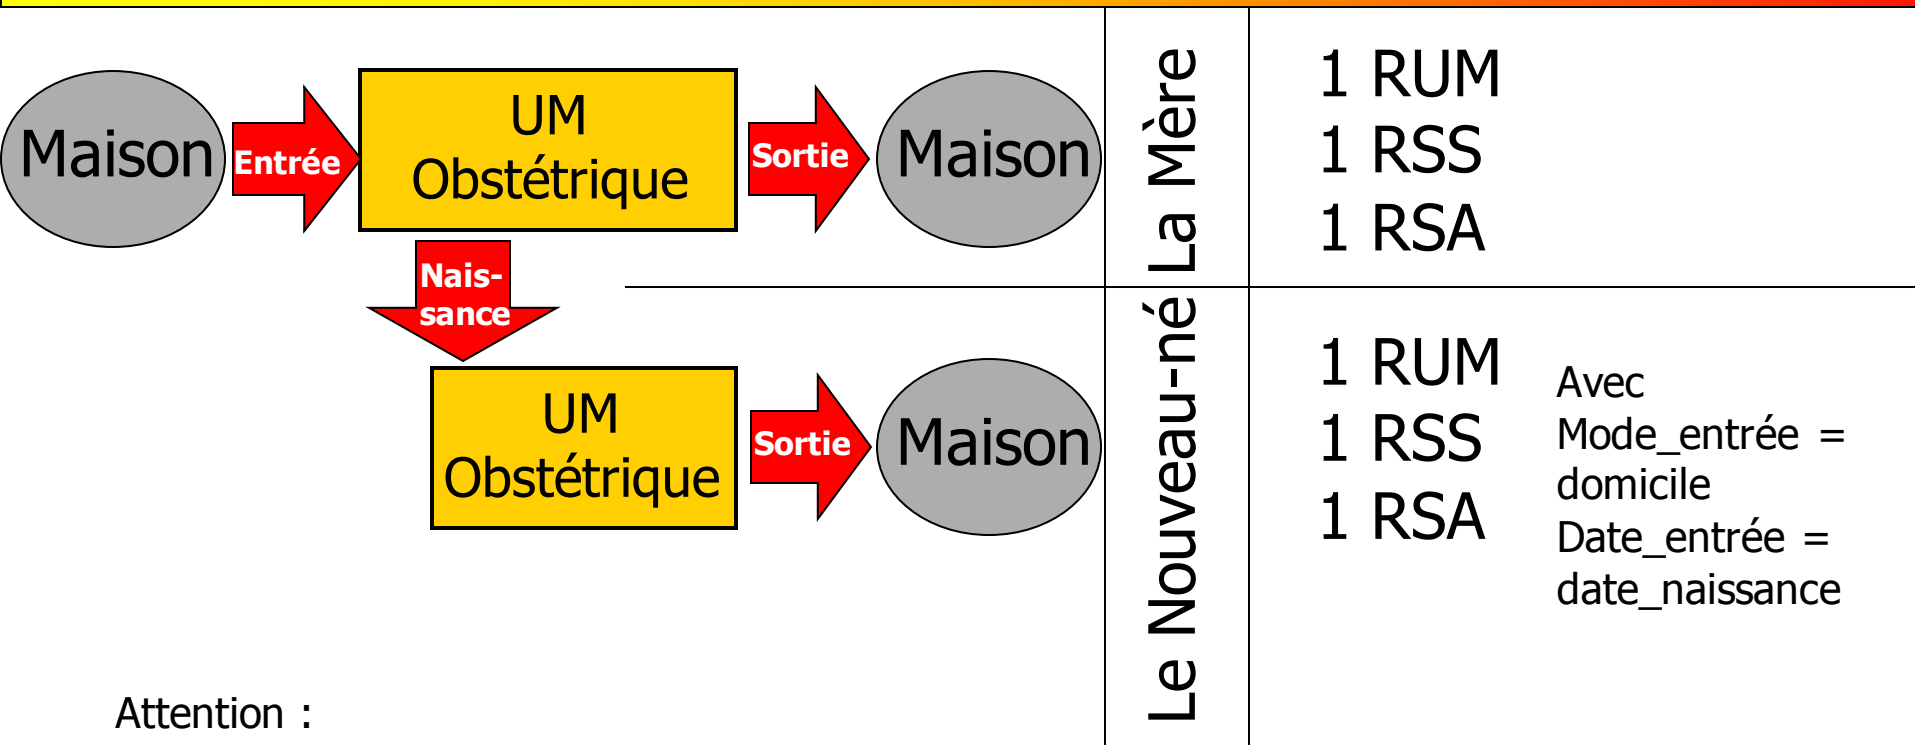 Maison
Entrée
UM
Obstétrique
Sortie
Maison
La Mère
1 RUM
1 RSS
1 RSA
Nais-
sance
UM
Obstétrique
Sortie
Maison
Le Nouveau-né
1 RUM
1 RSS
1 RSA
Avec
Mode_entrée =
domicile
Date_entrée =
date_naissance
Attention :